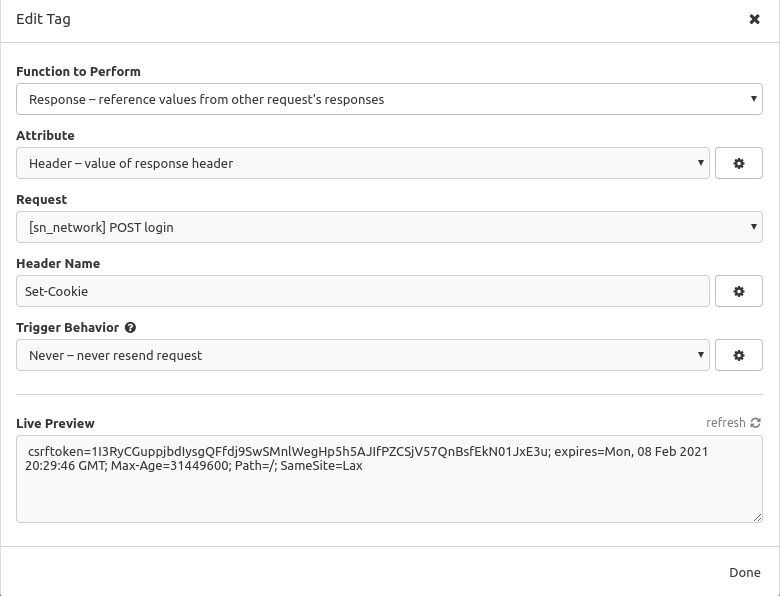 Edit Tag
Function to Perform
Response – reference values from other request's responses
Attribute
Header – value of response header
Request
[sn_network] POST login
Header Name
Set-Cookie
Trigger Behavior
Never – never resend request
Live Preview
refresh
csrftoken=1I3RyCGuppjbdIysgQFfdj9SwSMnlWegHp5h5AJIfPZCSjV57QnBsfEkN01JxE3u; expires=Mon, 08 Feb 2021
20:29:46 GMT; Max-Age=31449600; Path=/; SameSite=Lax
Done